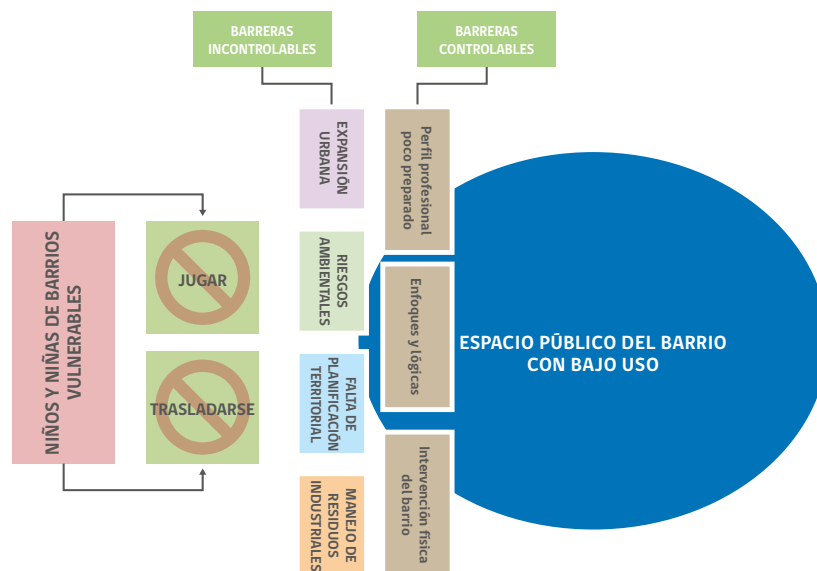 BARRERAS
INCONTROLABLES
BARRERAS
CONTROLABLES
NIÑOS Y NIÑAS DE BARRIOS
VULNERABLES
JUGAR
TRASLADARSE
EXPANSIÓN
URBANA
RIESGOS
AMBIENTALES
FALTA DE
PLANIFICACIÓN
TERRITORIAL
MANEJO DE
RESIDUOS
INDUSTRIALES
Perfil profesional
poco preparado
Enfoques y lógicas
Intervención física
del barrio
ESPACIO PÚBLICO DEL BARRIO
CON BAJO USO